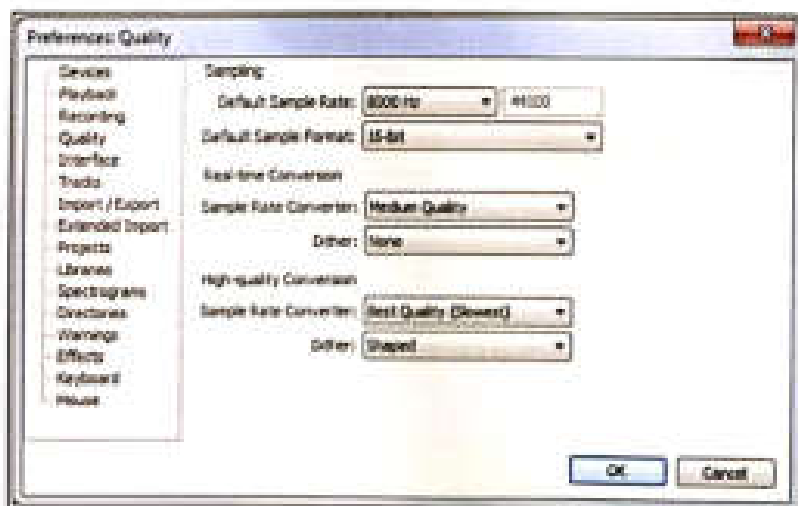 Preferences: Quality
Devices
Playback
Recording
Quality
Interface
Tracks
Import / Export
Extended Import
Projects
Libraries
Spectrograms
Directories
Warnings
Effects
Keyboard
Mouse
Sampling
Default Sample Rate: 8000 Hz 44100
Default Sample Format: 16-bit
Real-time Conversion
Sample Rate Converter: Medium Quality
Dither: None
High-quality Conversion
Sample Rate Converter: Best Quality (Slowest)
Dither: Shaped
OK Cancel